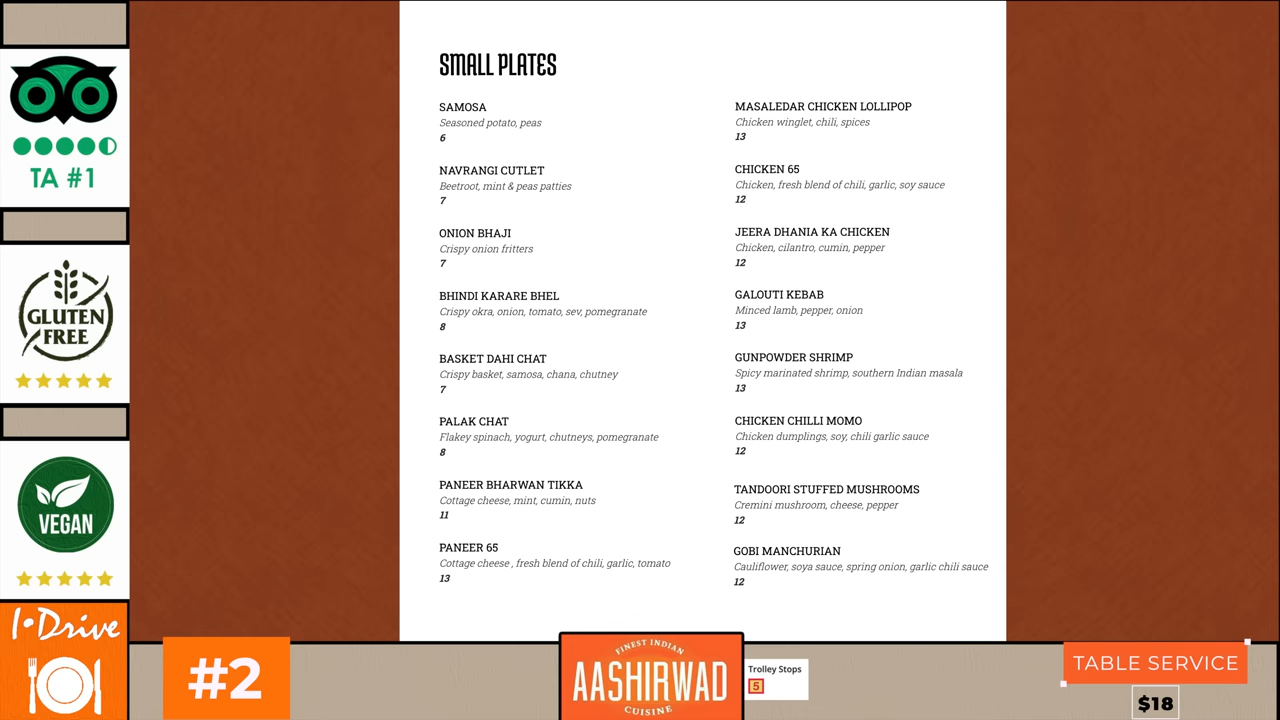 SMALL PLATES
SAMOSA
Seasoned potato, peas
6
NAVRANGI CUTLET
Beetroot, mint & peas patties
7
ONION BHAJI
Crispy onion fritters
7
BHINDI KARARE BHEL
Crispy okra, onion, tomato, sev, pomegranate
8
BASKET DAHI CHAT
Crispy basket, samosa, chana, chutney
7
PALAK CHAT
Flakey spinach, yogurt, chutneys, pomegranate
8
PANEER BHARWAN TIKKA
Cottage cheese, mint, cumin, nuts
11
PANEER 65
Cottage cheese , fresh blend of chili, garlic, tomato
13
MASALEDAR CHICKEN LOLLIPOP
Chicken winglet, chili, spices
13
CHICKEN 65
Chicken, fresh blend of chili, garlic, soy sauce
12
JEERA DHANIA KA CHICKEN
Chicken, cilantro, cumin, pepper
12
GALOUTI KEBAB
Minced lamb, pepper, onion
13
GUNPOWDER SHRIMP
Spicy marinated shrimp, southern Indian masala
13
CHICKEN CHILLI MOMO
Chicken dumplings, soy, chili garlic sauce
12
TANDOORI STUFFED MUSHROOMS
Cremini mushroom, cheese, pepper
12
GOBI MANCHURIAN
Cauliflower, soya sauce, spring onion, garlic chili sauce
12
TA #1
GLUTEN
FREE
VEGAN
I•Drive
#2
FINEST INDIAN
AASHIRWAD
CUISINE
Trolley Stops
5
TABLE SERVICE
$18